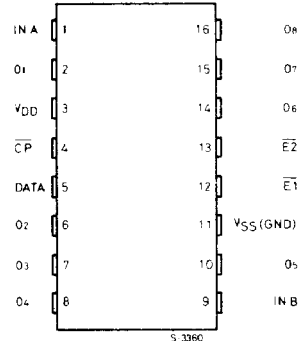 IN A 1 16 O8
O1 2 15 O7
VDD 3 14 O6
CP 4 13 E2
DATA 5 12 E1
O2 6 11 VSS(GND)
O3 7 10 O5
O4 8 9 IN B
S-3360